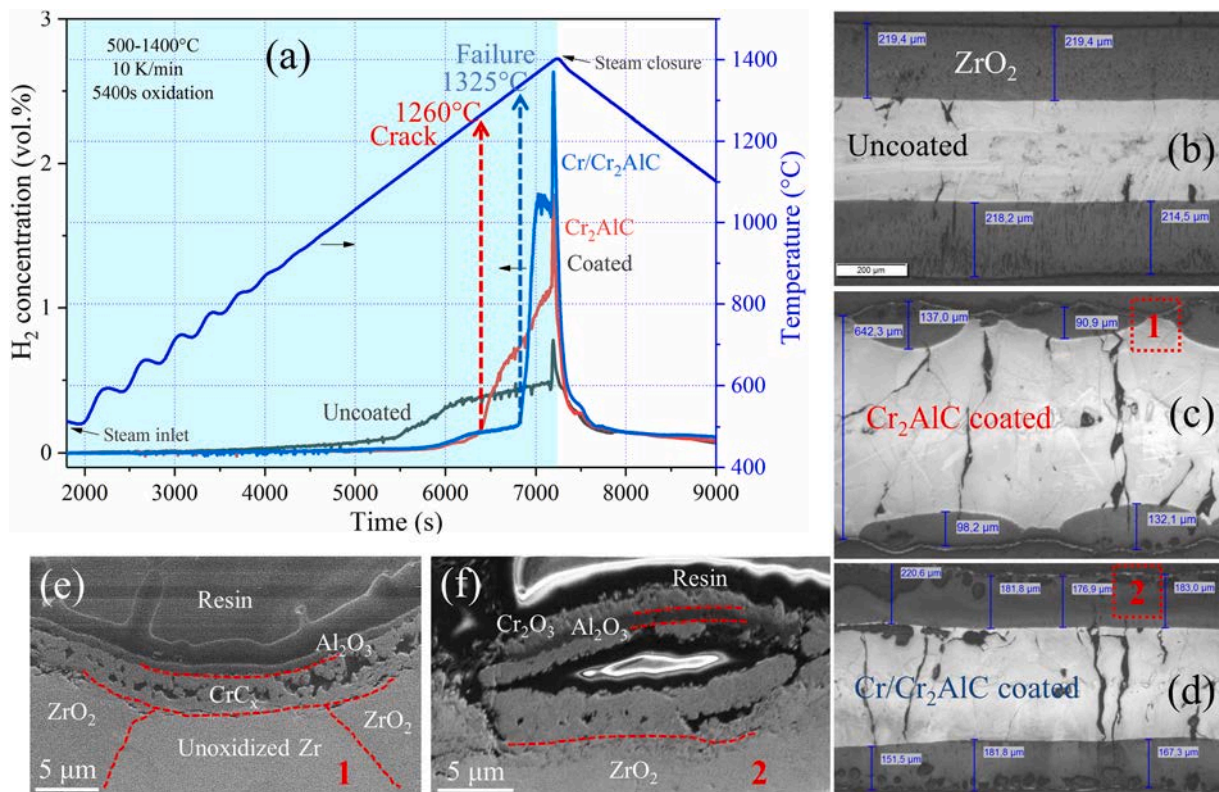 (a)
500-1400°C
10 K/min
5400s oxidation
Failure
1325°C
Steam closure
1260°C
Crack
Cr/Cr₂AlC
Cr₂AlC
Coated
Uncoated
Steam inlet
H₂ concentration (vol.%)
3
2
1
0
Temperature (°C)
1400
1200
1000
800
600
400
2000 3000 4000 5000 6000 7000 8000 9000
Time (s)
219,4 µm
219,4 µm
ZrO₂
Uncoated
(b)
218,2 µm
214,5 µm
200 µm
137,0 µm
90,9 µm
1
642,3 µm
Cr₂AlC coated
(c)
98,2 µm
132,1 µm
220,6 µm
181,8 µm
176,9 µm
2
183,0 µm
Cr/Cr₂AlC coated
(d)
151,5 µm
181,8 µm
167,3 µm
(e)
Resin
Al₂O₃
CrCₓ
ZrO₂
ZrO₂
Unoxidized Zr
5 µm
1
(f)
Resin
Cr₂O₃
Al₂O₃
5 µm
ZrO₂
2